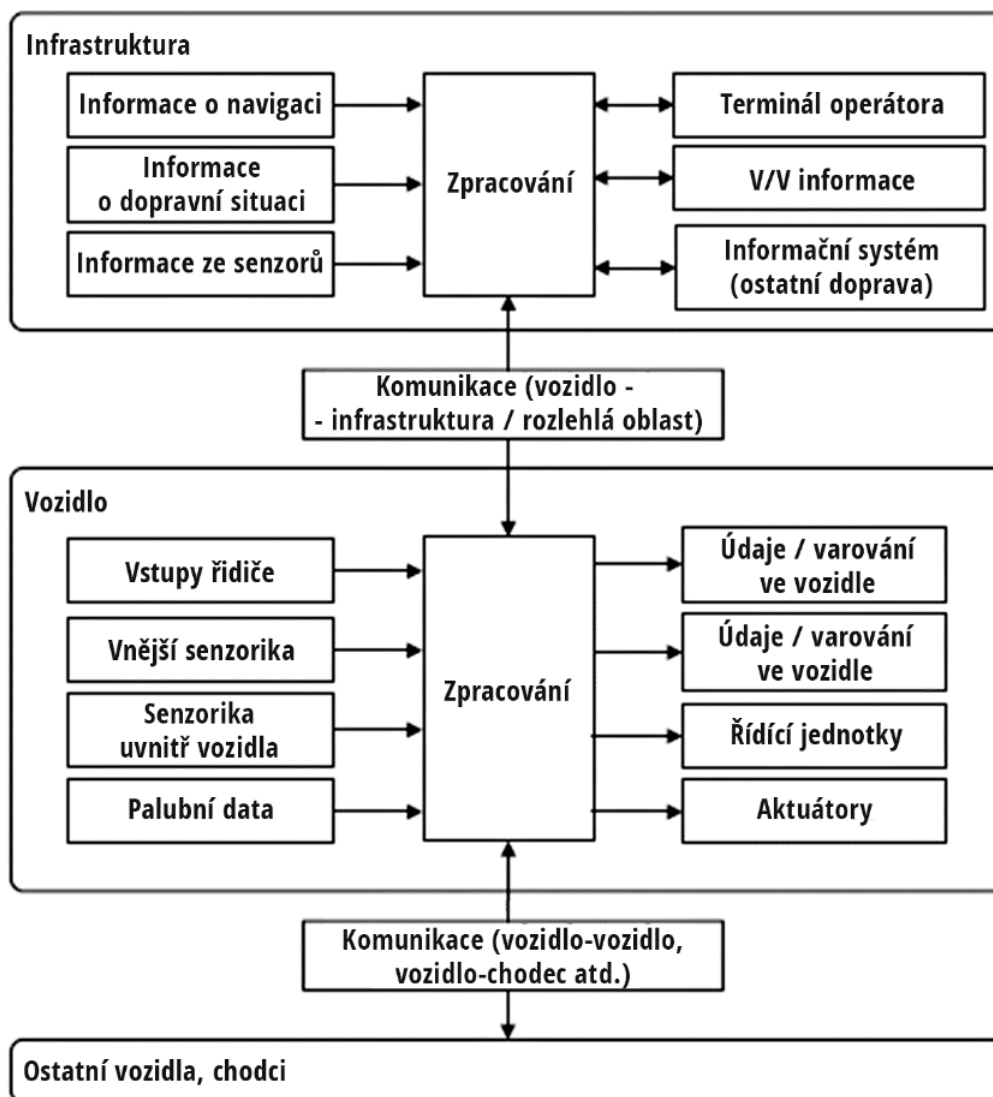 Infrastruktura
Informace o navigaci
Informace
o dopravní situaci
Informace ze senzorů
Zpracování
Terminál operátora
V/V informace
Informační systém
(ostatní doprava)
Komunikace (vozidlo -
- infrastruktura / rozlehlá oblast)
Vozidlo
Vstupy řidiče
Vnější senzorika
Senzorika
uvnitř vozidla
Palubní data
Zpracování
Údaje / varování
ve vozidle
Údaje / varování
ve vozidle
Řídící jednotky
Aktuátory
Komunikace (vozidlo-vozidlo,
vozidlo-chodec atd.)
Ostatní vozidla, chodci